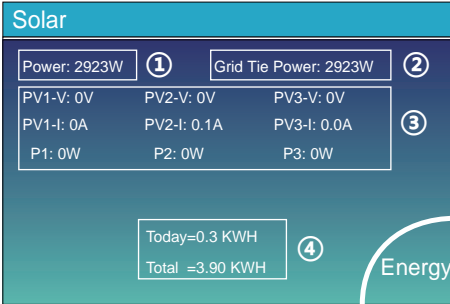 Solar
Power: 2923W ① Grid Tie Power: 2923W ②
PV1-V: 0V PV2-V: 0V PV3-V: 0V
PV1-I: 0A PV2-I: 0.1A PV3-I: 0.0A ③
P1: 0W P2: 0W P3: 0W
Today=0.3 KWH
④
Total =3.90 KWH
Energy